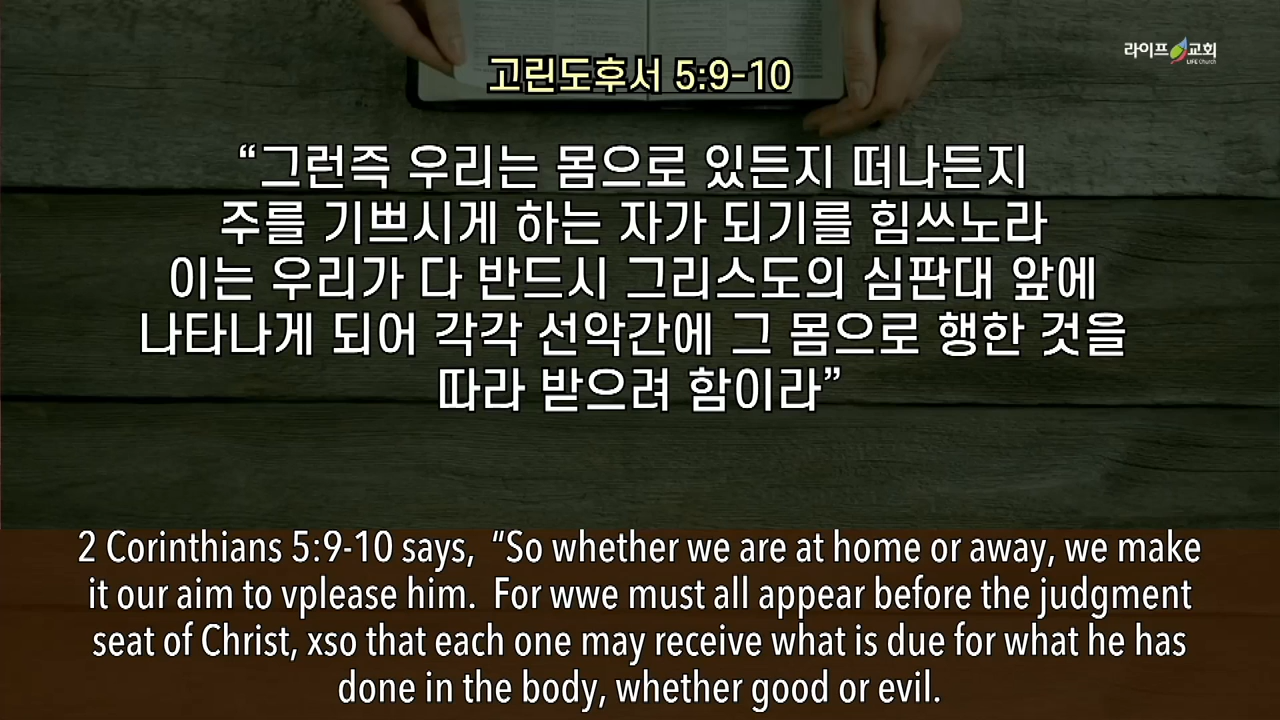 라이프 교회
LIFE Church
고린도후서 5:9-10
“그런즉 우리는 몸으로 있든지 떠나든지
주를 기쁘시게 하는 자가 되기를 힘쓰노라
이는 우리가 다 반드시 그리스도의 심판대 앞에
나타나게 되어 각각 선악간에 그 몸으로 행한 것을
따라 받으려 함이라”
2 Corinthians 5:9-10 says,  “So whether we are at home or away, we make
it our aim to vplease him.  For wwe must all appear before the judgment
seat of Christ, xso that each one may receive what is due for what he has
done in the body, whether good or evil.